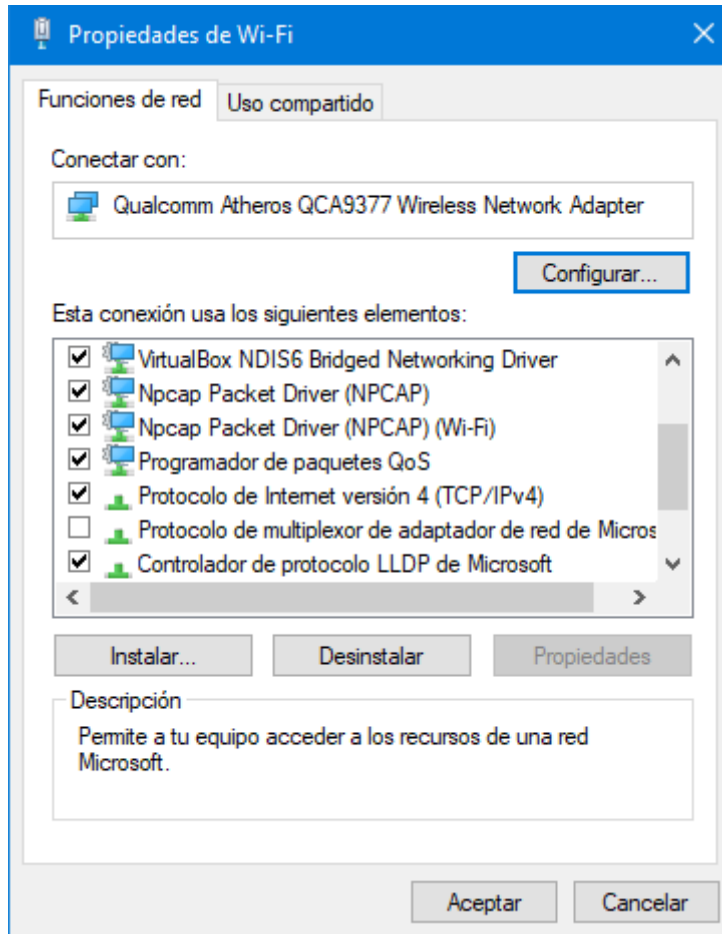 Propiedades de Wi-Fi
Funciones de red
Uso compartido
Conectar con:
Qualcomm Atheros QCA9377 Wireless Network Adapter
Configurar...
Esta conexión usa los siguientes elementos:
VirtualBox NDIS6 Bridged Networking Driver
Npcap Packet Driver (NPCAP)
Npcap Packet Driver (NPCAP) (Wi-Fi)
Programador de paquetes QoS
Protocolo de Internet versión 4 (TCP/IPv4)
Protocolo de multiplexor de adaptador de red de Micros
Controlador de protocolo LLDP de Microsoft
Instalar...
Desinstalar
Propiedades
Descripción
Permite a tu equipo acceder a los recursos de una red
Microsoft.
Aceptar
Cancelar